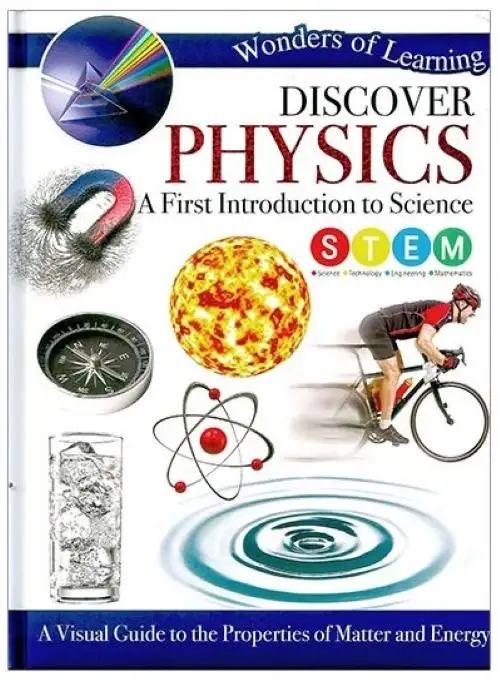 Wonders of Learning
DISCOVER
PHYSICS
A First Introduction to Science
STEM
Science Technology Engineering Mathematics
N E S W
A Visual Guide to the Properties of Matter and Energy